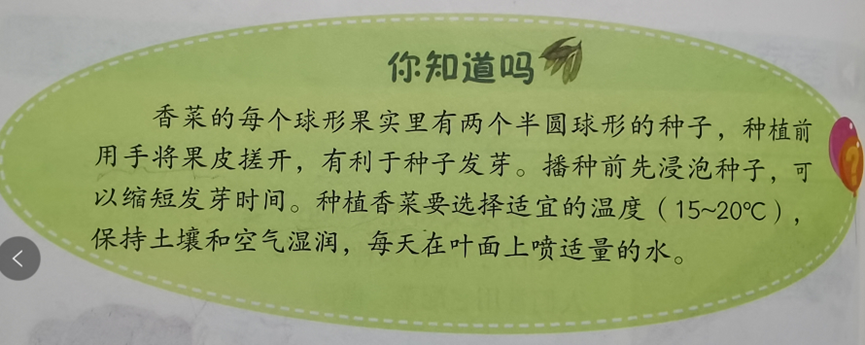 你知道吗
香菜的每个球形果实里有两个半圆球形的种子，种植前
用手将果皮搓开，有利于种子发芽。播种前先浸泡种子，可
以缩短发芽时间。种植香菜要选择适宜的温度（15~20℃），
保持土壤和空气湿润，每天在叶面上喷适量的水。